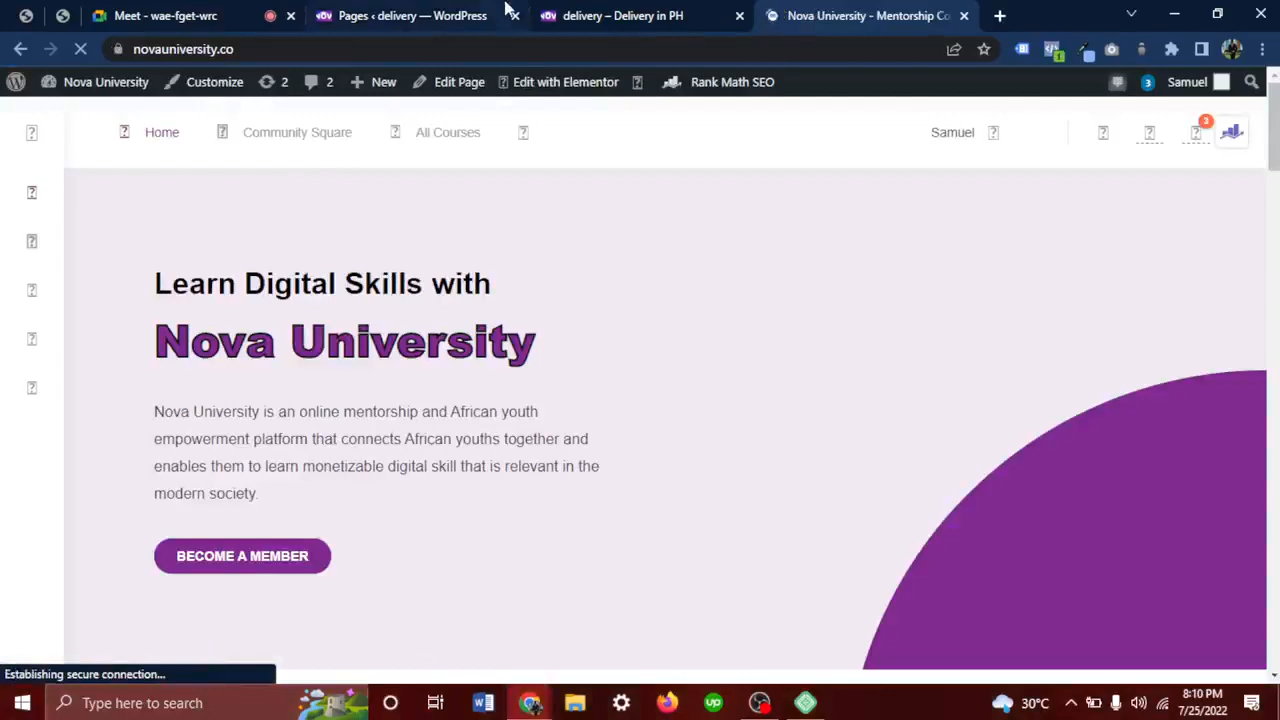 Meet - wae-fget-wrc
Pages ‹ delivery — WordPress
delivery – Delivery in PH
Nova University - Mentorship Co
novauniversity.co
Nova University
Customize
2
2
New
Edit Page
Edit with Elementor
Rank Math SEO
3
Samuel
Home
Community Square
All Courses
Samuel
3
Learn Digital Skills with
Nova University
Nova University is an online mentorship and African youth
empowerment platform that connects African youths together and
enables them to learn monetizable digital skill that is relevant in the
modern society.
BECOME A MEMBER
Establishing secure connection...
Type here to search
30°C
8:10 PM
7/25/2022